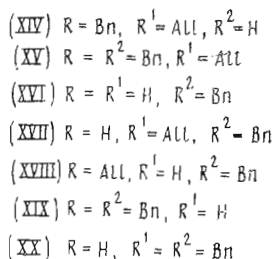 (XIV) R = Bn, R¹ = All, R² = H
(XV) R = R² = Bn, R¹ = All
(XVI) R = R¹ = H, R² = Bn
(XVII) R = H, R¹ = All, R² = Bn
(XVIII) R = All, R¹ = H, R² = Bn
(XIX) R = R² = Bn, R¹ = H
(XX) R = H, R¹ = R² = Bn